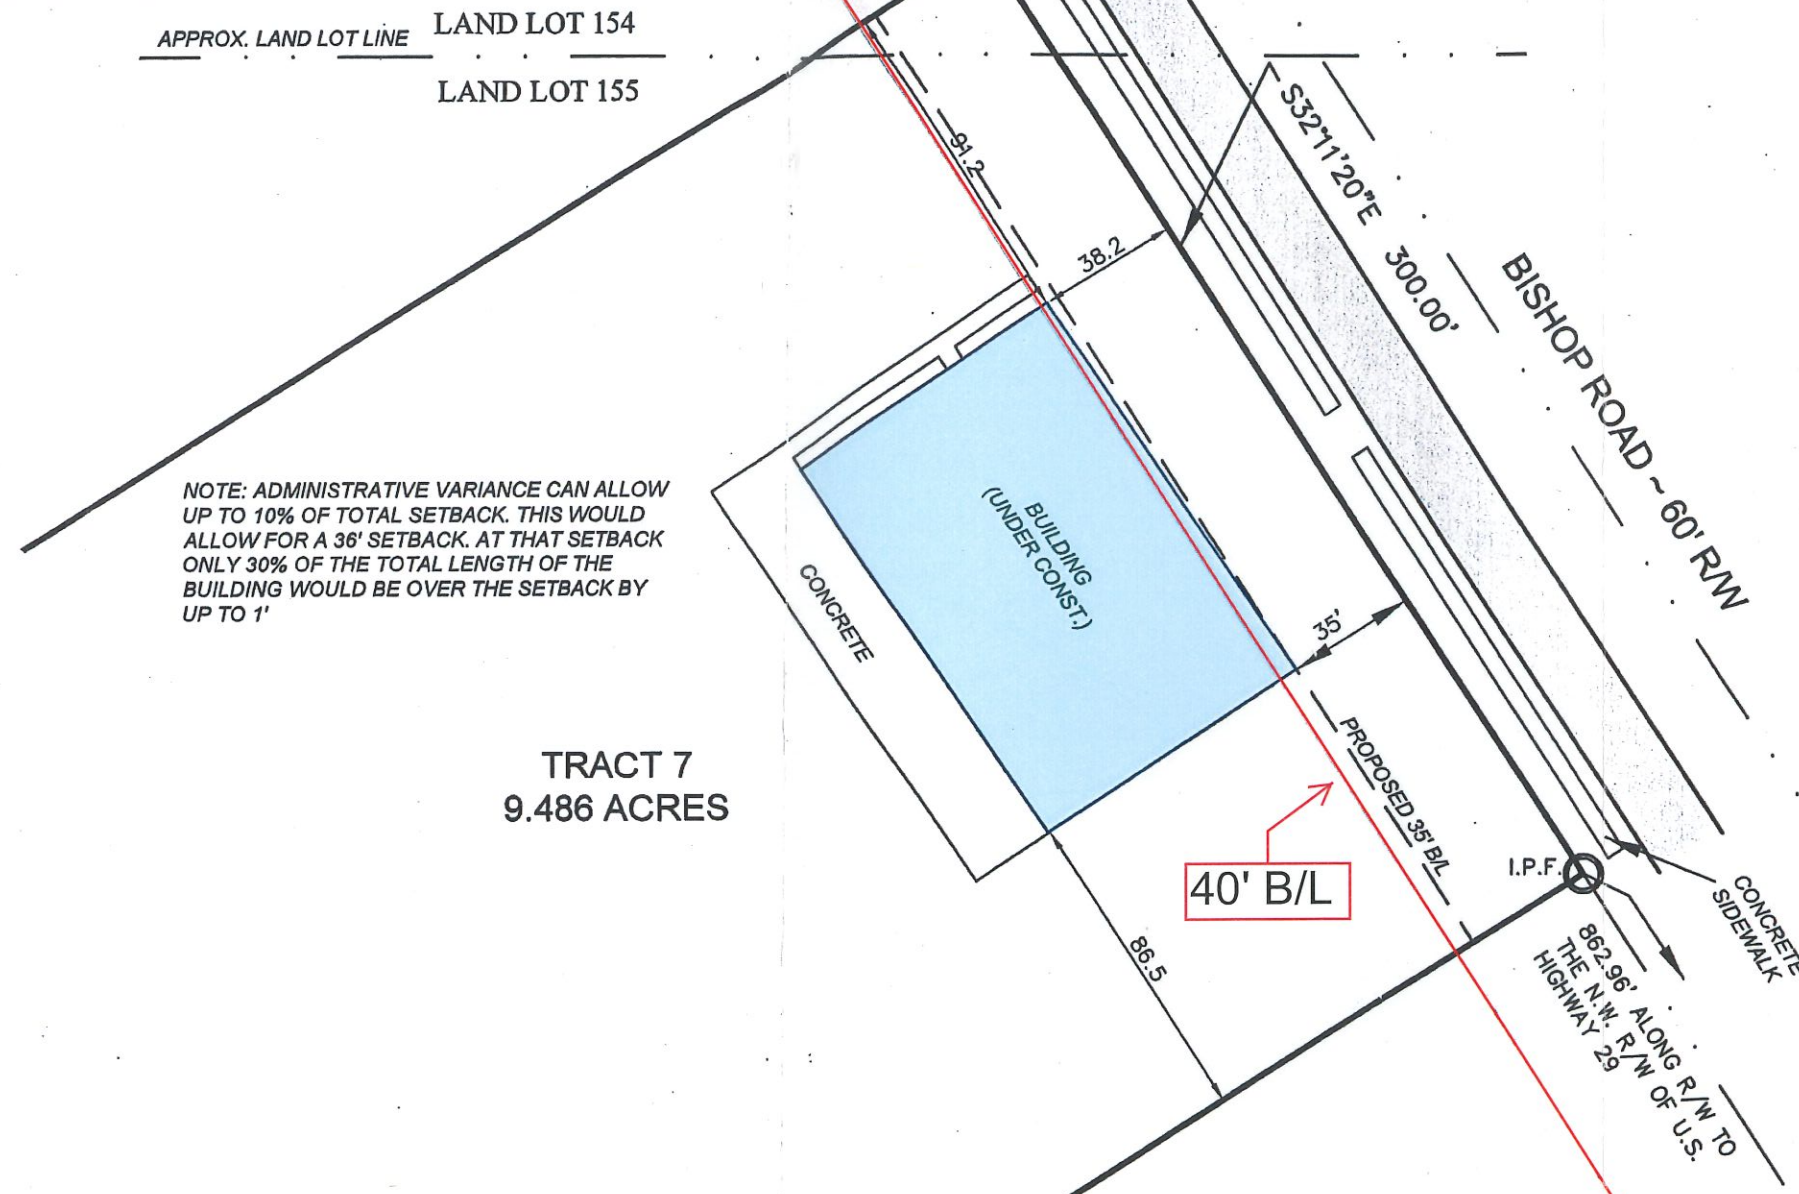 APPROX. LAND LOT LINE
LAND LOT 154
LAND LOT 155
91.2
38.2
S32°11'20"E 300.00'
BISHOP ROAD ~ 60' R/W
NOTE: ADMINISTRATIVE VARIANCE CAN ALLOW
UP TO 10% OF TOTAL SETBACK. THIS WOULD
ALLOW FOR A 36' SETBACK. AT THAT SETBACK
ONLY 30% OF THE TOTAL LENGTH OF THE
BUILDING WOULD BE OVER THE SETBACK BY
UP TO 1'
BUILDING
(UNDER CONST.)
CONCRETE
35'
TRACT 7
9.486 ACRES
PROPOSED 35' B/L
40' B/L
I.P.F.
CONCRETE
SIDEWALK
86.5
862.96' ALONG R/W TO
THE N.W. R/W OF U.S.
HIGHWAY 29